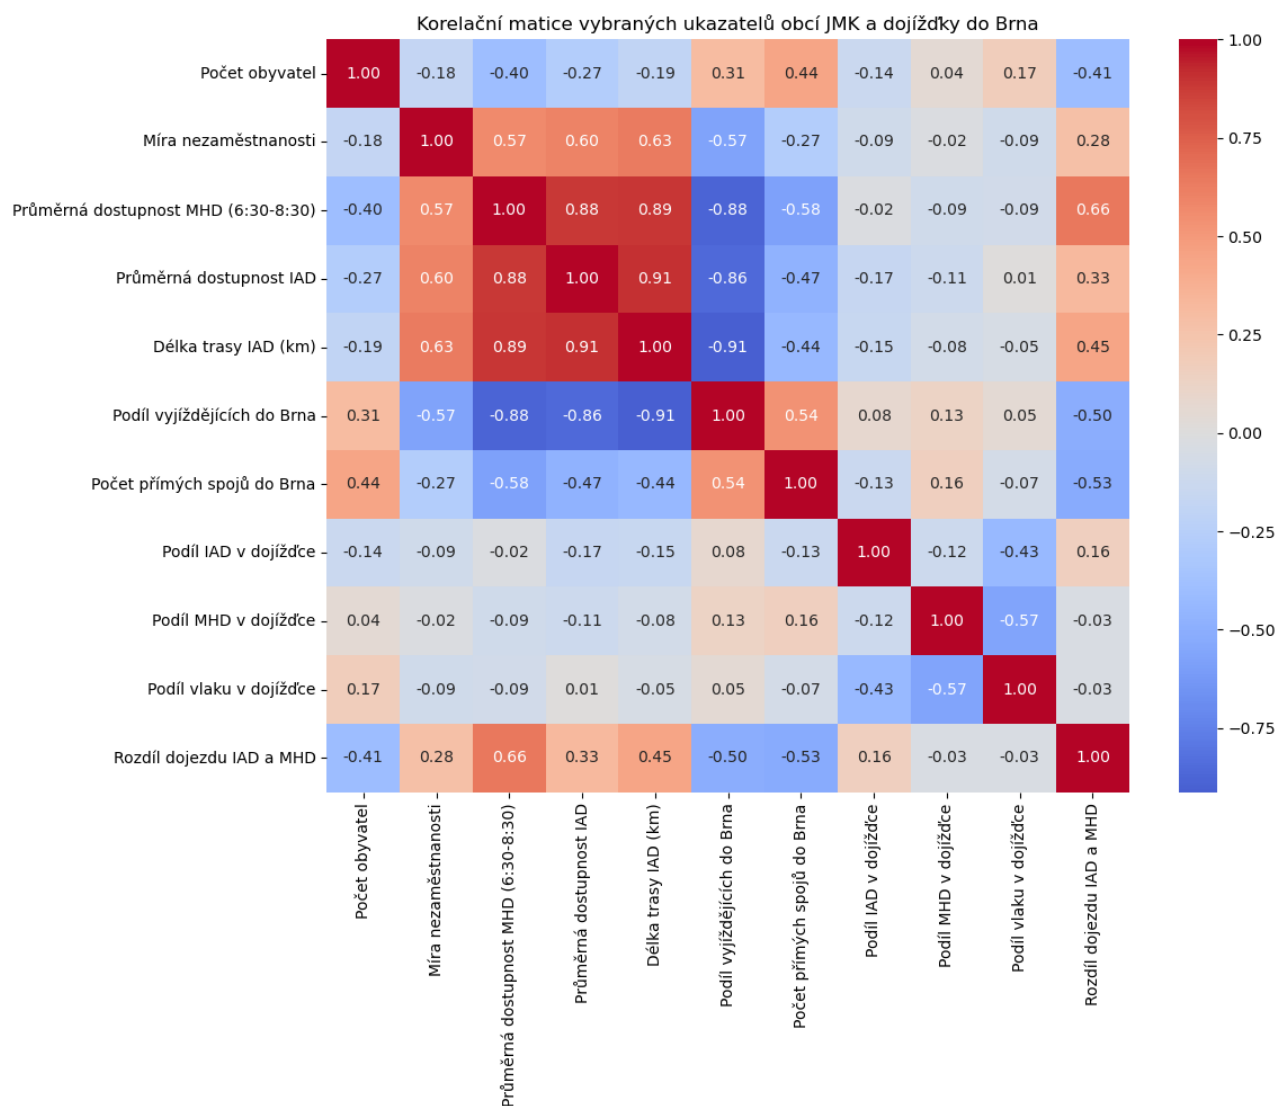 Korelační matice vybraných ukazatelů obcí JMK a dojížďky do Brna
Počet obyvatel 1.00 -0.18 -0.40 -0.27 -0.19 0.31 0.44 -0.14 0.04 0.17 -0.41
Míra nezaměstnanosti -0.18 1.00 0.57 0.60 0.63 -0.57 -0.27 -0.09 -0.02 -0.09 0.28
Průměrná dostupnost MHD (6:30-8:30) -0.40 0.57 1.00 0.88 0.89 -0.88 -0.58 -0.02 -0.09 -0.09 0.66
Průměrná dostupnost IAD -0.27 0.60 0.88 1.00 0.91 -0.86 -0.47 -0.17 -0.11 0.01 0.33
Délka trasy IAD (km) -0.19 0.63 0.89 0.91 1.00 -0.91 -0.44 -0.15 -0.08 -0.05 0.45
Podíl vyjíždějících do Brna 0.31 -0.57 -0.88 -0.86 -0.91 1.00 0.54 0.08 0.13 0.05 -0.50
Počet přímých spojů do Brna 0.44 -0.27 -0.58 -0.47 -0.44 0.54 1.00 -0.13 0.16 -0.07 -0.53
Podíl IAD v dojížďce -0.14 -0.09 -0.02 -0.17 -0.15 0.08 -0.13 1.00 -0.12 -0.43 0.16
Podíl MHD v dojížďce 0.04 -0.02 -0.09 -0.11 -0.08 0.13 0.16 -0.12 1.00 -0.57 -0.03
Podíl vlaku v dojížďce 0.17 -0.09 -0.09 0.01 -0.05 0.05 -0.07 -0.43 -0.57 1.00 -0.03
Rozdíl dojezdu IAD a MHD -0.41 0.28 0.66 0.33 0.45 -0.50 -0.53 0.16 -0.03 -0.03 1.00
Počet obyvatel
Míra nezaměstnanosti
Průměrná dostupnost MHD (6:30-8:30)
Průměrná dostupnost IAD
Délka trasy IAD (km)
Podíl vyjíždějících do Brna
Počet přímých spojů do Brna
Podíl IAD v dojížďce
Podíl MHD v dojížďce
Podíl vlaku v dojížďce
Rozdíl dojezdu IAD a MHD
1.00
0.75
0.50
0.25
0.00
−0.25
−0.50
−0.75